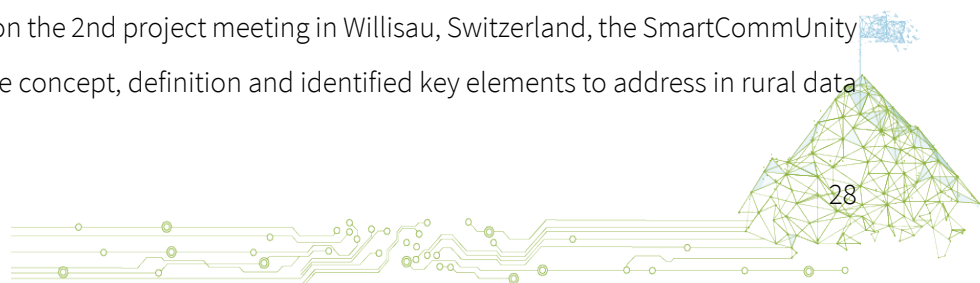 on the 2nd project meeting in Willisau, Switzerland, the SmartCommUnity
e concept, definition and identified key elements to address in rural data
28